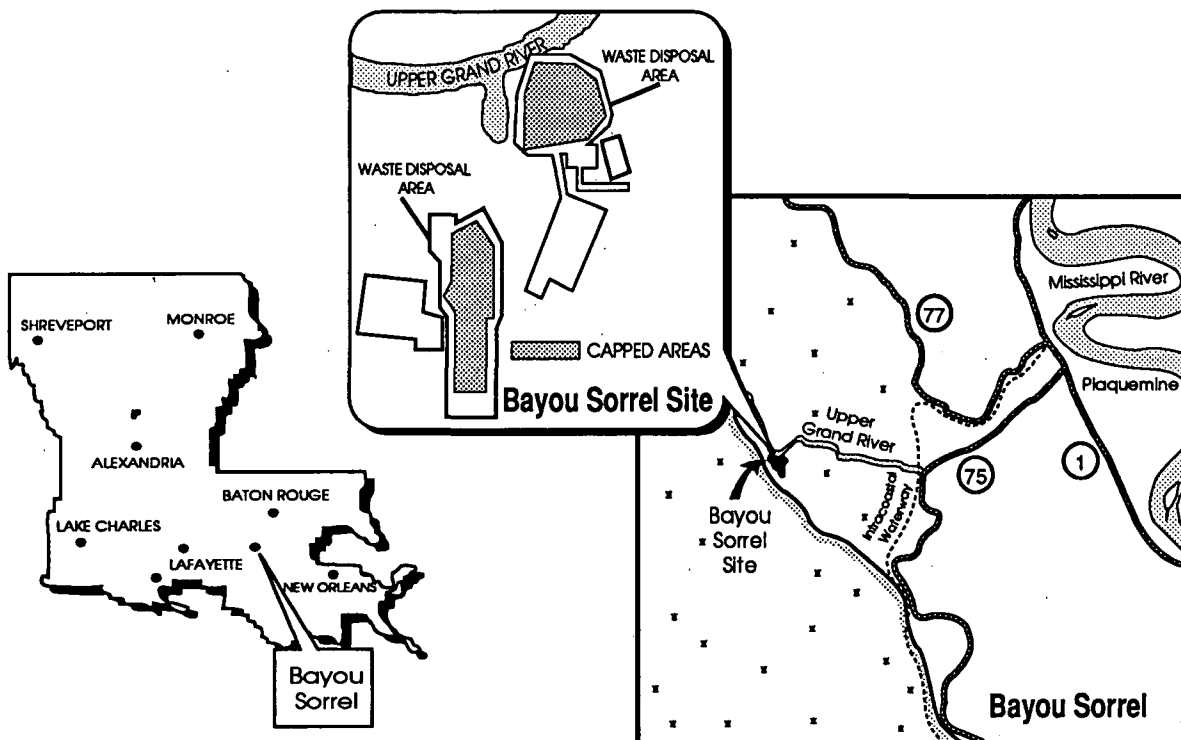 UPPER GRAND RIVER
WASTE DISPOSAL
AREA
WASTE DISPOSAL
AREA
CAPPED AREAS
Bayou Sorrel Site
SHREVEPORT
MONROE
ALEXANDRIA
BATON ROUGE
LAKE CHARLES
LAFAYETTE
NEW ORLEANS
Bayou
Sorrel
Mississippi River
77
Plaquemine
Upper
Grand River
75
1
Intracoastal
Waterway
Bayou
Sorrel
Site
Bayou Sorrel